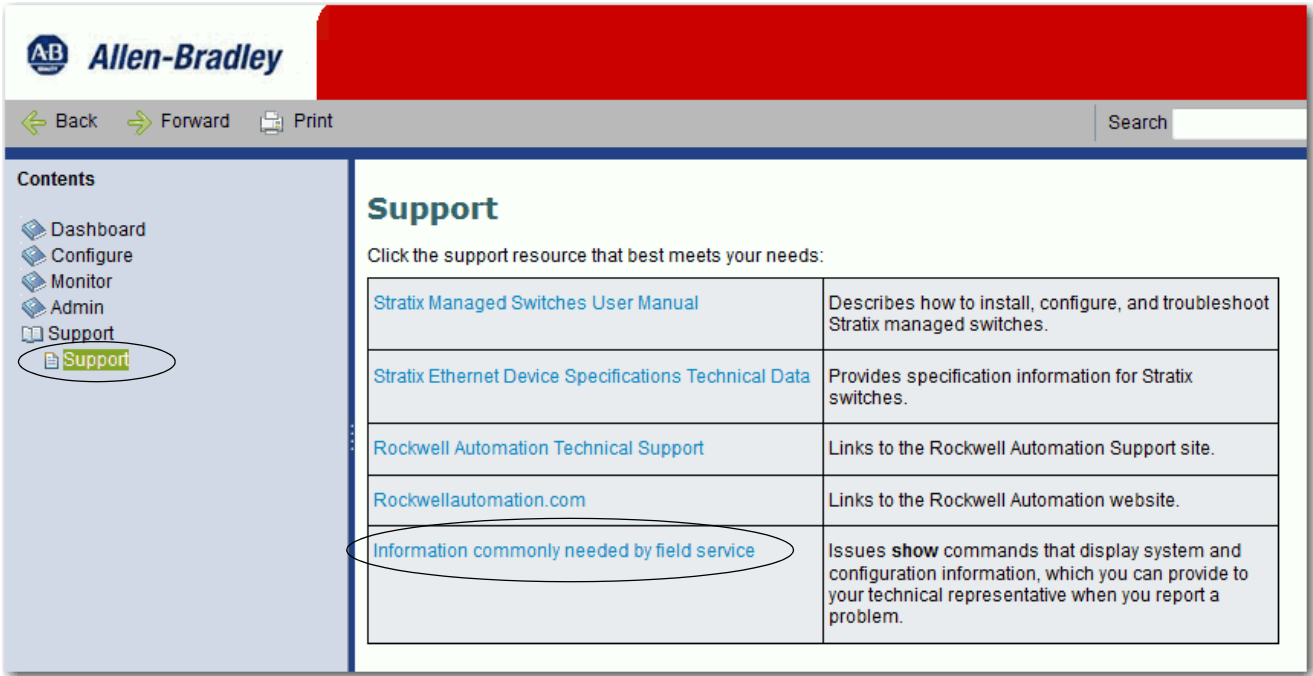 AB
QUALITY
Allen-Bradley
Back Forward Print
Search
Contents
Dashboard
Configure
Monitor
Admin
Support
Support
Support
Click the support resource that best meets your needs:
Stratix Managed Switches User Manual
Describes how to install, configure, and troubleshoot
Stratix managed switches.
Stratix Ethernet Device Specifications Technical Data
Provides specification information for Stratix
switches.
Rockwell Automation Technical Support
Links to the Rockwell Automation Support site.
Rockwellautomation.com
Links to the Rockwell Automation website.
Information commonly needed by field service
Issues show commands that display system and
configuration information, which you can provide to
your technical representative when you report a
problem.